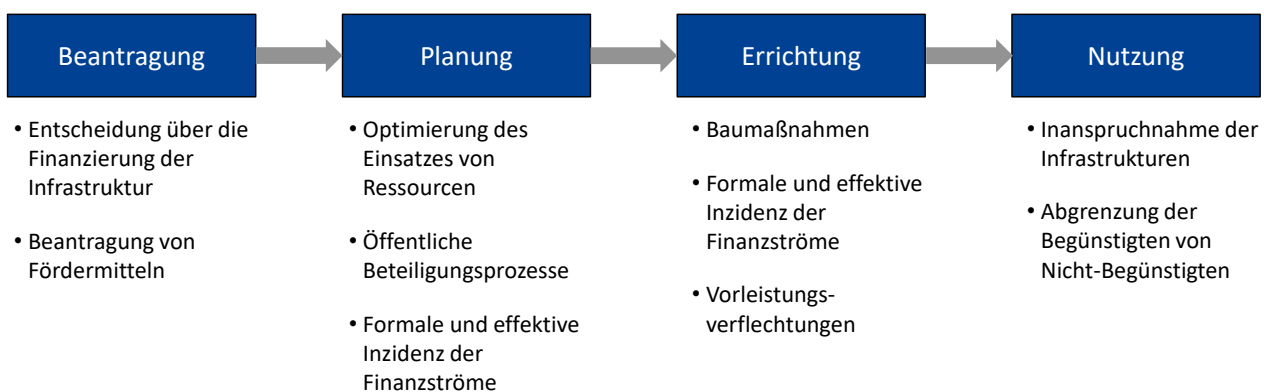 Beantragung
• Entscheidung über die
Finanzierung der
Infrastruktur
• Beantragung von
Fördermitteln
Planung
• Optimierung des
Einsatzes von
Ressourcen
• Öffentliche
Beteiligungsprozesse
• Formale und effektive
Inzidenz der
Finanzströme
Errichtung
• Baumaßnahmen
• Formale und effektive
Inzidenz der
Finanzströme
• Vorleistungs-
verflechtungen
Nutzung
• Inanspruchnahme der
Infrastrukturen
• Abgrenzung der
Begünstigten von
Nicht-Begünstigten